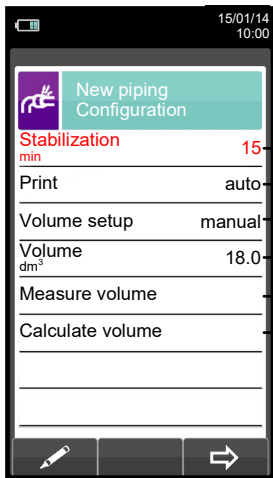 15/01/14
10:00
New piping
Configuration
Stabilization
min
15
Print
auto
Volume setup
manual
Volume
dm³
18.0
Measure volume
Calculate volume